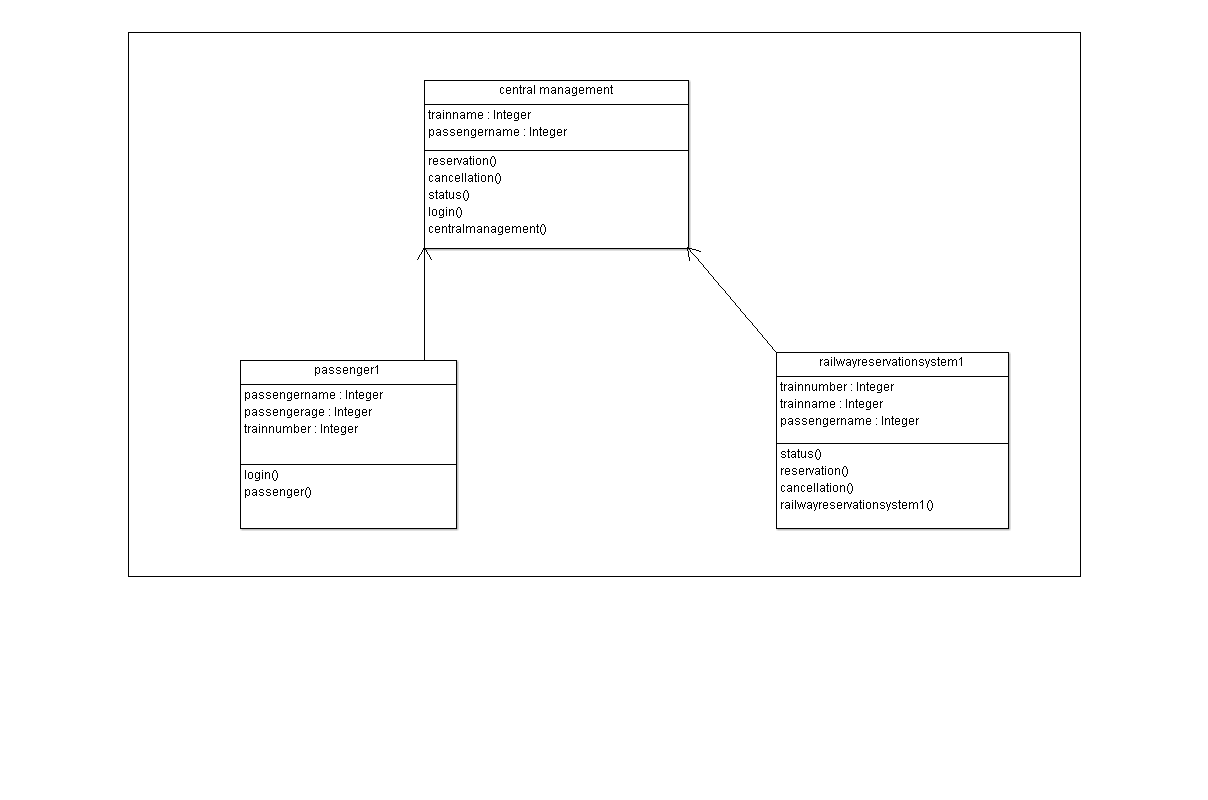 central management
trainname : Integer
passengername : Integer
reservation()
cancellation()
status()
login()
centralmanagement()
passenger1
passengername : Integer
passengerage : Integer
trainnumber : Integer
login()
passenger()
railwayreservationsystem1
trainnumber : Integer
trainname : Integer
passengername : Integer
status()
reservation()
cancellation()
railwayreservationsystem1()